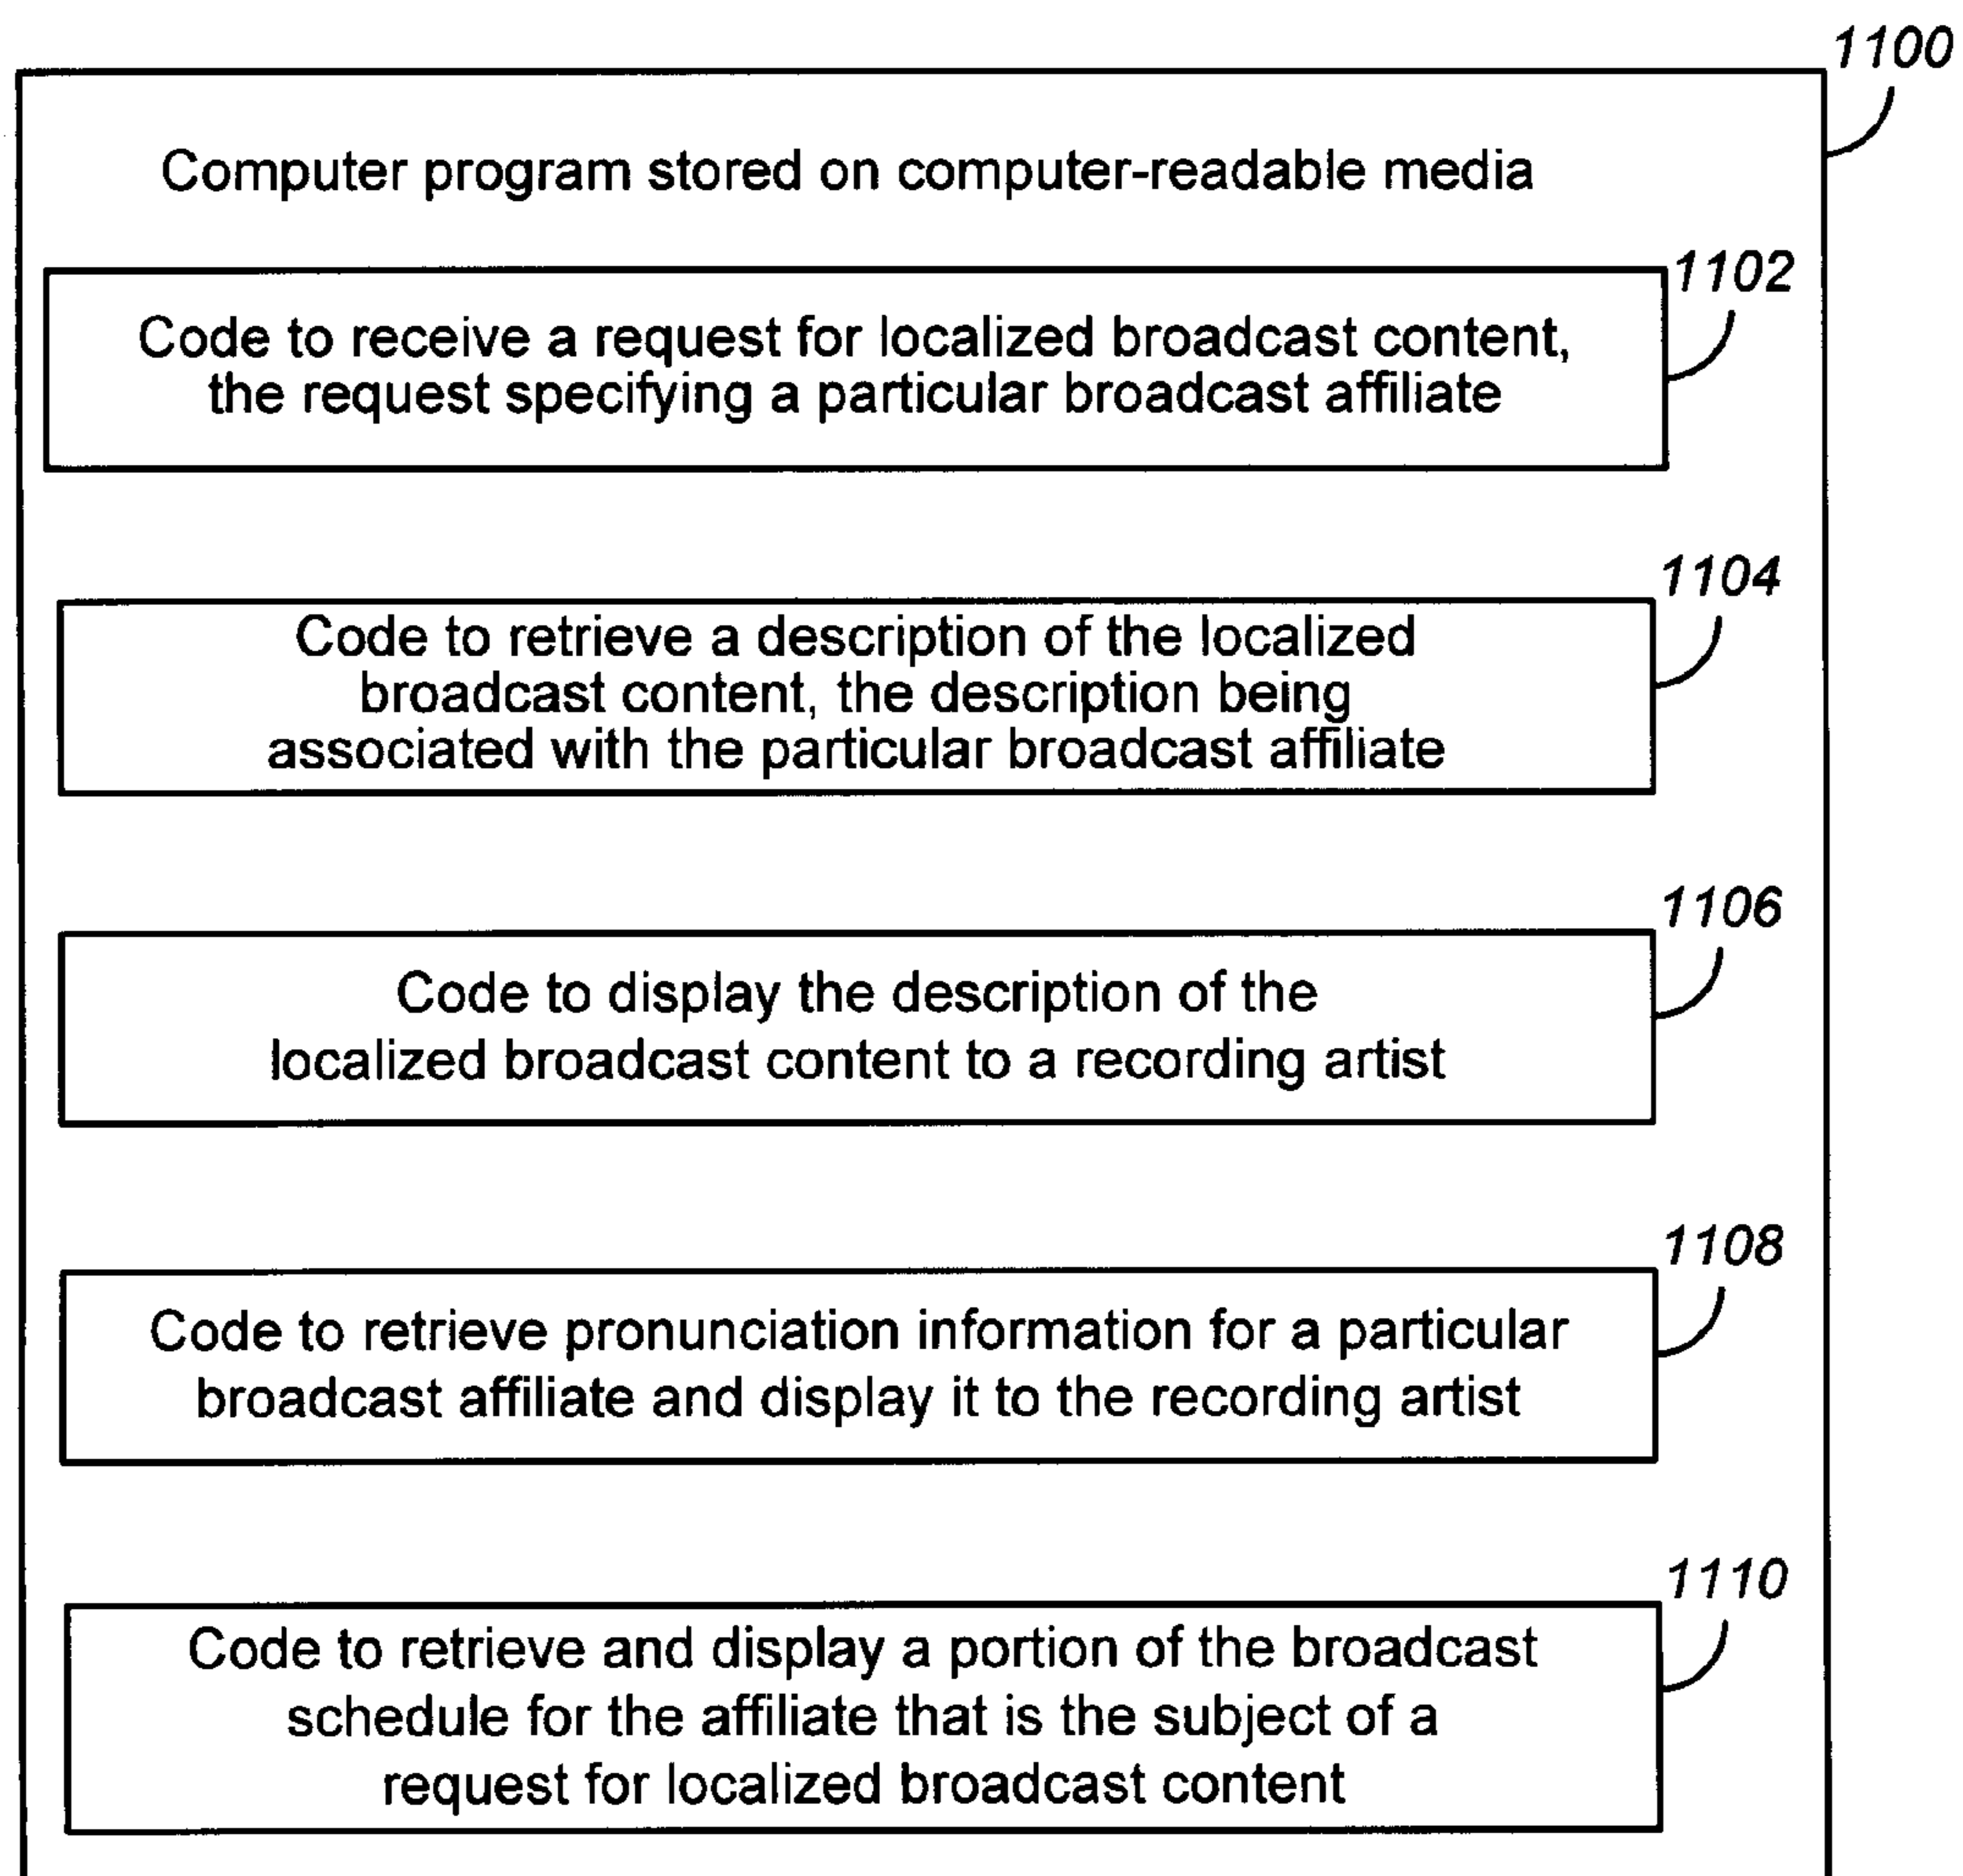 1100
Computer program stored on computer-readable media
1102
Code to receive a request for localized broadcast content,
the request specifying a particular broadcast affiliate
1104
Code to retrieve a description of the localized
broadcast content, the description being
associated with the particular broadcast affiliate
1106
Code to display the description of the
localized broadcast content to a recording artist
1108
Code to retrieve pronunciation information for a particular
broadcast affiliate and display it to the recording artist
1110
Code to retrieve and display a portion of the broadcast
schedule for the affiliate that is the subject of a
request for localized broadcast content